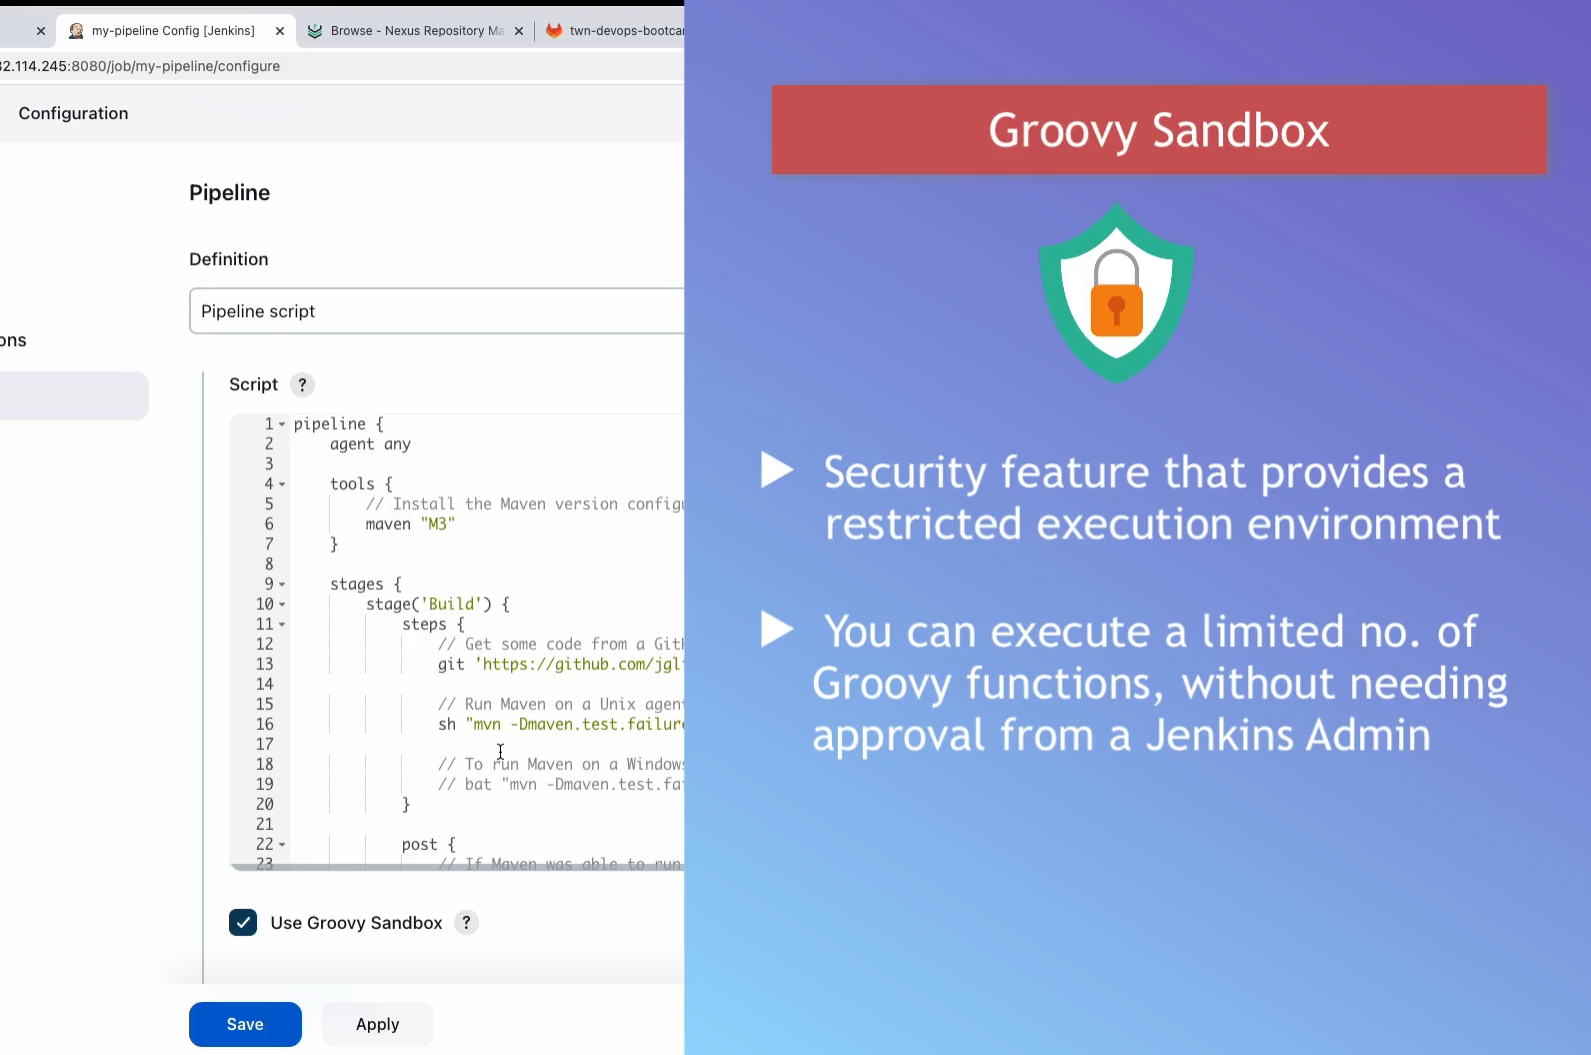 my-pipeline Config [Jenkins]
Browse - Nexus Repository Ma
twn-devops-bootcar
32.114.245:8080/job/my-pipeline/configure
Configuration
Pipeline
Definition
ons
Pipeline script
Script ?
1 pipeline {
2 agent any
3
4 tools {
5 // Install the Maven version configu
6 maven "M3"
7 }
8
9 stages {
10 stage('Build') {
11 steps {
12 // Get some code from a Gith
13 git 'https://github.com/jgl
14
15 // Run Maven on a Unix agent
16 sh "mvn -Dmaven.test.failure
17
18 // To run Maven on a Windows
19 // bat "mvn -Dmaven.test.fa
20 }
21
22 post {
23 // If Maven was able to run
Use Groovy Sandbox ?
Save
Apply
Groovy Sandbox
Security feature that provides a
restricted execution environment
You can execute a limited no. of
Groovy functions, without needing
approval from a Jenkins Admin